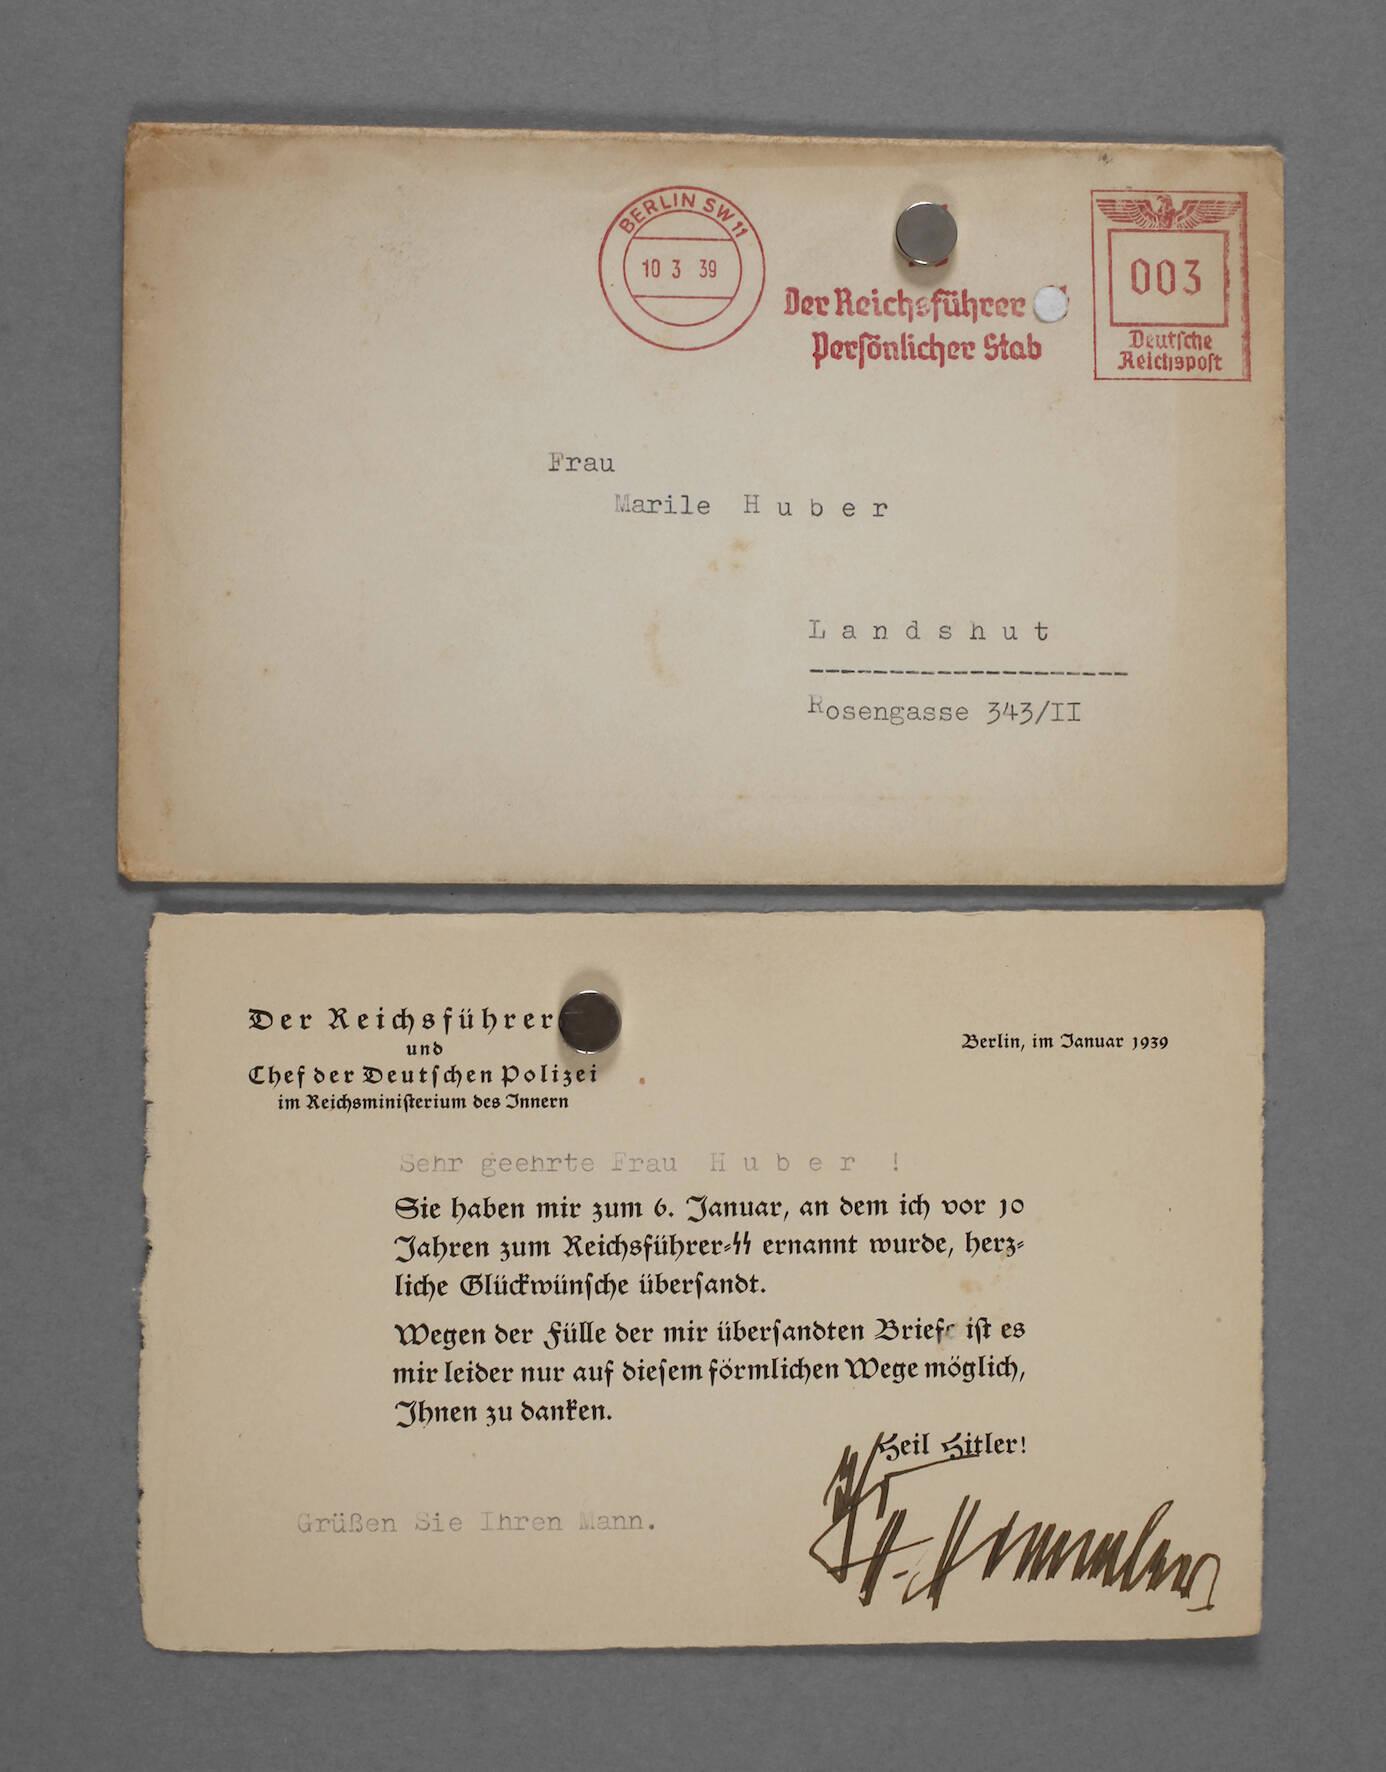 BERLIN SW 11
10 3 39
Der Reichsführer
Persönlicher Stab
003
Deutsche
Reichspost
Frau
Marile Huber
Landshut
Rosengasse 343/II
Der Reichsführer
und
Chef der Deutschen Polizei
im Reichsministerium des Innern
Berlin, im Januar 1939
Sehr geehrte Frau Huber !
Sie haben mir zum 6. Januar, an dem ich vor 10
Jahren zum Reichsführer-SS ernannt wurde, herz-
liche Glückwünsche übersandt.
Wegen der Fülle der mir übersandten Briefe ist es
mir leider nur auf diesem förmlichen Wege möglich,
Ihnen zu danken.
Heil Hitler!
H. Himmler
Grüßen Sie Ihren Mann.